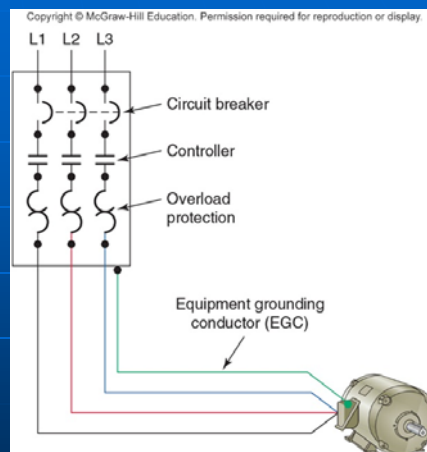 Copyright © McGraw-Hill Education. Permission required for reproduction or display.
L1 L2 L3
Circuit breaker
Controller
Overload
protection
Equipment grounding
conductor (EGC)